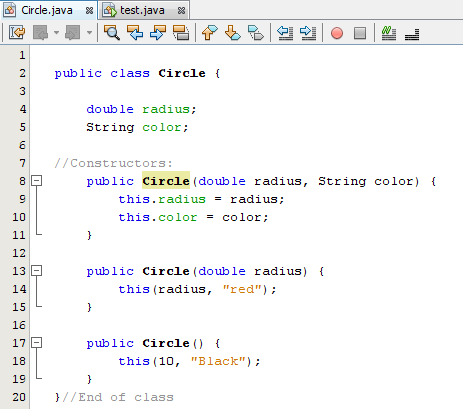 Circle.java test.java
1
2 public class Circle {
3
4 double radius;
5 String color;
6
7 //Constructors:
8 public Circle(double radius, String color) {
9 this.radius = radius;
10 this.color = color;
11 }
12
13 public Circle(double radius) {
14 this(radius, "red");
15 }
16
17 public Circle() {
18 this(10, "Black");
19 }
20 }//End of class